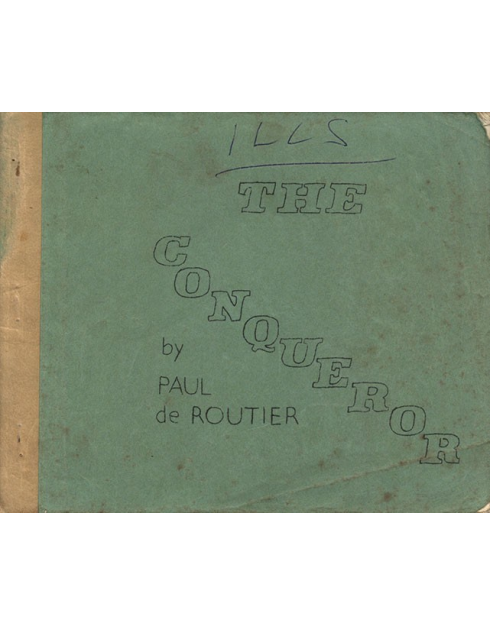 ILLS
THE
CONQUEROR
by
PAUL
de ROUTIER